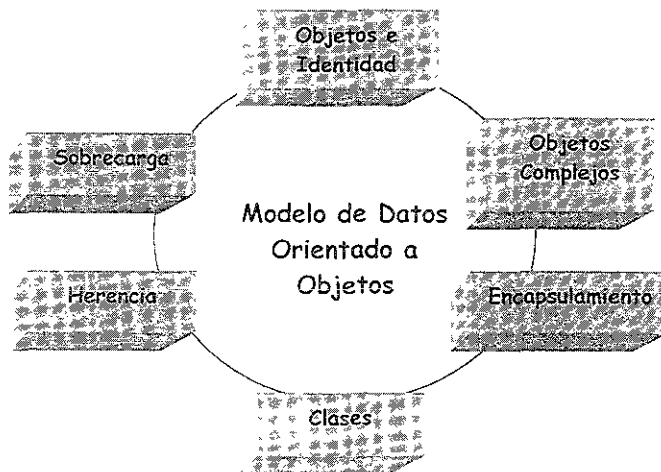 Objetos e
Identidad
Sobrecarga
Objetos
Complejos
Modelo de Datos
Orientado a
Objetos
Herencia
Encapsulamiento
Clases